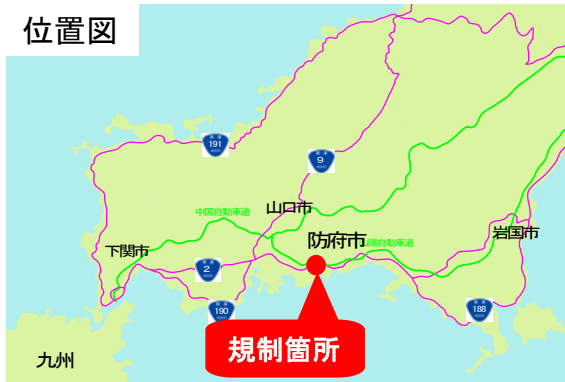 位置図
191
9
中国自動車道
山口市
防府市
陽自動車道
岩国市
下関市
2
190
188
規制箇所
九州